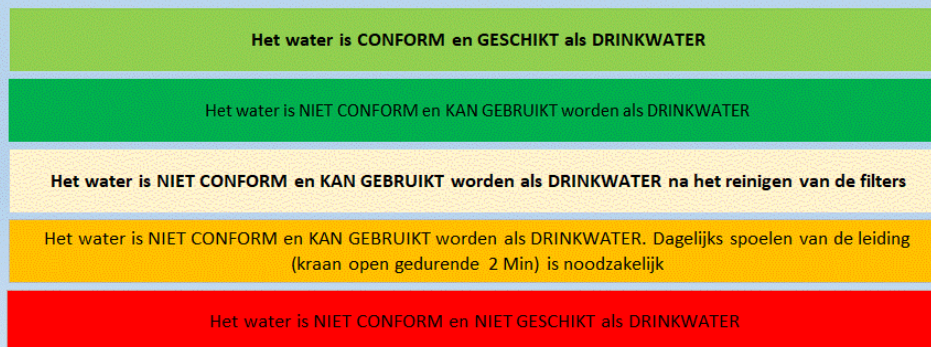 Het water is CONFORM en GESCHIKT als DRINKWATER
Het water is NIET CONFORM en KAN GEBRUIKT worden als DRINKWATER
Het water is NIET CONFORM en KAN GEBRUIKT worden als DRINKWATER na het reinigen van de filters
Het water is NIET CONFORM en KAN GEBRUIKT worden als DRINKWATER. Dagelijks spoelen van de leiding
(kraan open gedurende 2 Min) is noodzakelijk
Het water is NIET CONFORM en NIET GESCHIKT als DRINKWATER